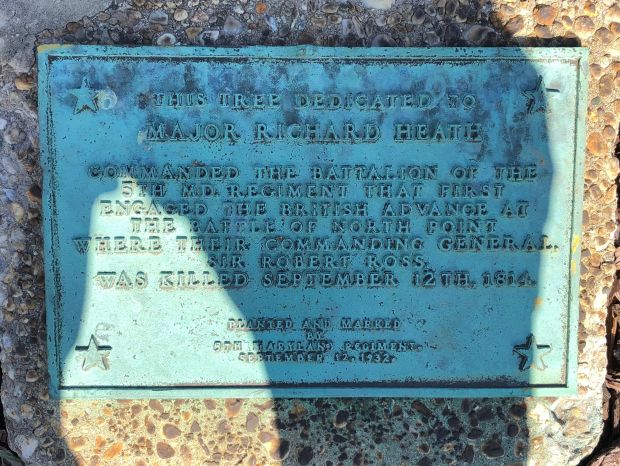 THIS TREE DEDICATED TO
MAJOR RICHARD HEATH
COMMANDED THE BATTALION OF THE
5TH MD. REGIMENT THAT FIRST
ENGAGED THE BRITISH ADVANCE AT
THE BATTLE OF NORTH POINT
WHERE THEIR COMMANDING GENERAL,
SIR ROBERT ROSS
WAS KILLED SEPTEMBER 12TH, 1814.
PLANTED AND MARKED
BY
5TH MARYLAND REGIMENT
SEPTEMBER 12, 1932.